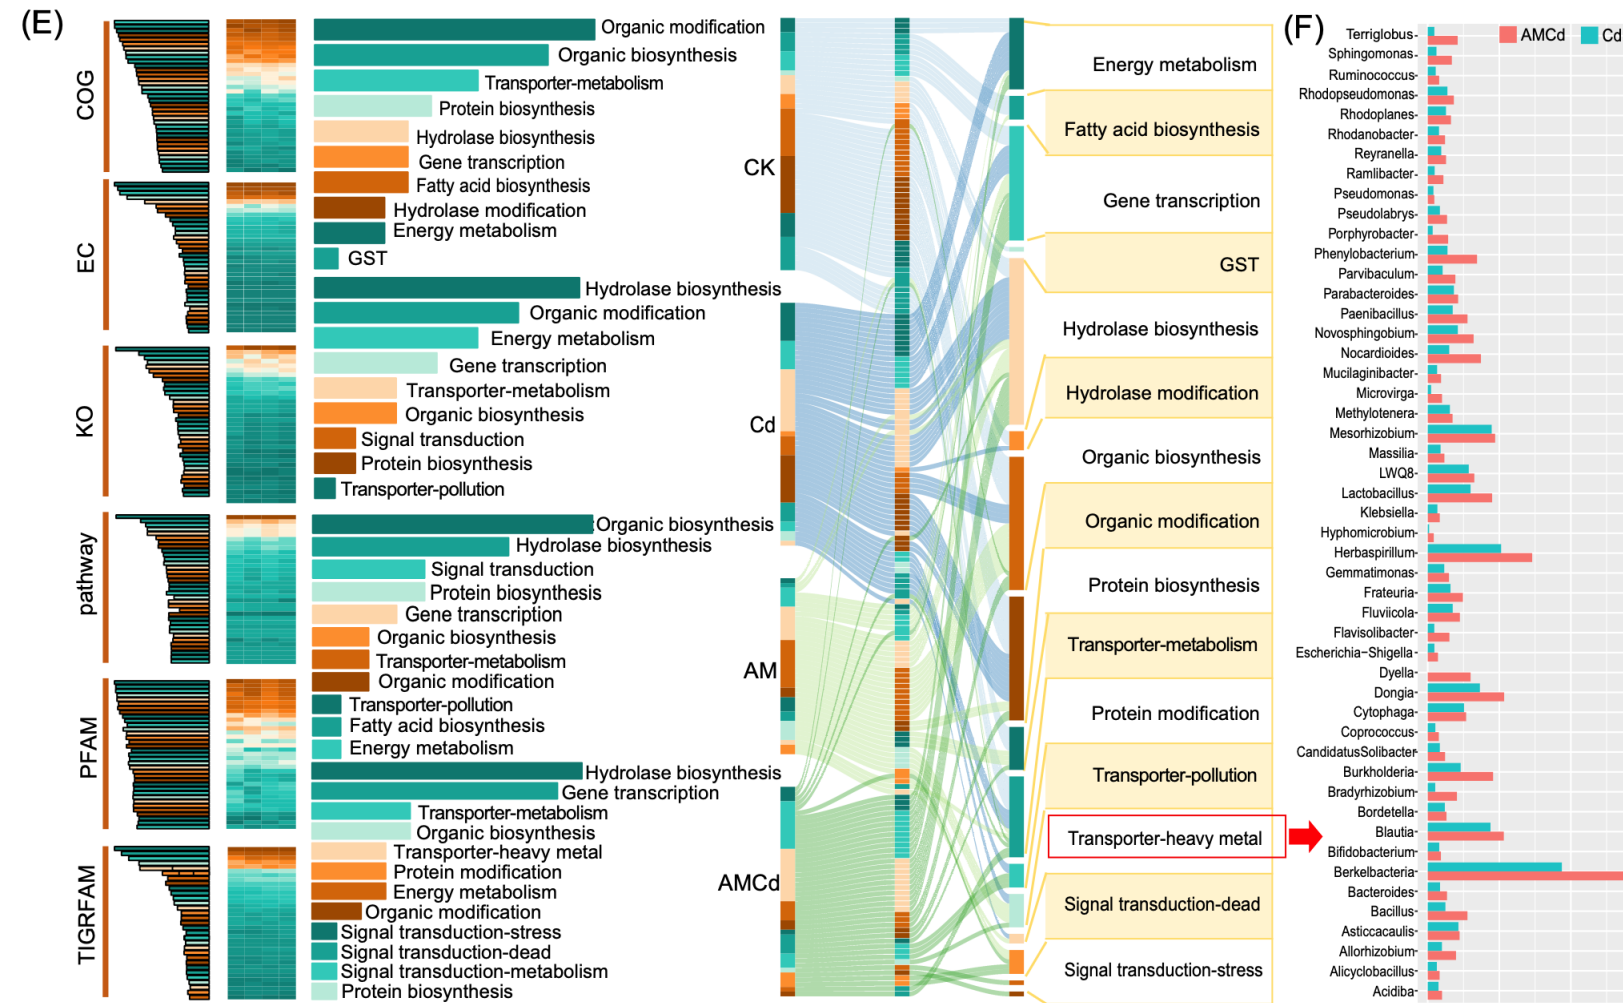 (E)
COG
EC
KO
pathway
PFAM
TIGRFAM
Organic modification
Organic biosynthesis
Transporter-metabolism
Protein biosynthesis
Hydrolase biosynthesis
Gene transcription
Fatty acid biosynthesis
Hydrolase modification
Energy metabolism
GST
Hydrolase biosynthesis
Organic modification
Energy metabolism
Gene transcription
Transporter-metabolism
Organic biosynthesis
Signal transduction
Protein biosynthesis
Transporter-pollution
Organic biosynthesis
Hydrolase biosynthesis
Signal transduction
Protein biosynthesis
Gene transcription
Organic biosynthesis
Transporter-metabolism
Organic modification
Transporter-pollution
Fatty acid biosynthesis
Energy metabolism
Hydrolase biosynthesis
Gene transcription
Transporter-metabolism
Organic biosynthesis
Transporter-heavy metal
Protein modification
Energy metabolism
Organic modification
Signal transduction-stress
Signal transduction-dead
Signal transduction-metabolism
Protein biosynthesis
CK
Cd
AM
AMCd
Energy metabolism
Fatty acid biosynthesis
Gene transcription
GST
Hydrolase biosynthesis
Hydrolase modification
Organic biosynthesis
Organic modification
Protein biosynthesis
Transporter-metabolism
Protein modification
Transporter-pollution
Transporter-heavy metal
Signal transduction-dead
Signal transduction-stress
(F)
AMCd
Cd
Terriglobus
Sphingomonas
Ruminococcus
Rhodopseudomonas
Rhodoplanes
Rhodanobacter
Reyranella
Ramlibacter
Pseudomonas
Pseudolabrys
Porphyrobacter
Phenylobacterium
Parvibaculum
Parabacteroides
Paenibacillus
Novosphingobium
Nocardioides
Mucilaginibacter
Microvirga
Methylotenera
Mesorhizobium
Massilia
LWQ8
Lactobacillus
Klebsiella
Hyphomicrobium
Herbaspirillum
Gemmatimonas
Frateuria
Fluviicola
Flavisolibacter
Escherichia−Shigella
Dyella
Dongia
Cytophaga
Coprococcus
CandidatusSolibacter
Burkholderia
Bradyrhizobium
Bordetella
Blautia
Bifidobacterium
Berkelbacteria
Bacteroides
Bacillus
Asticcacaulis
Allorhizobium
Alicyclobacillus
Acidiba